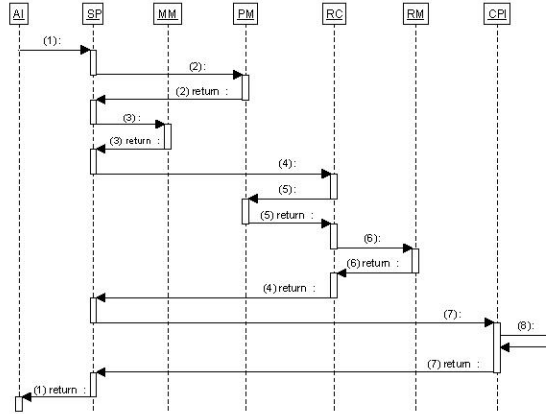 AI SP MM PM RC RM CPI
(1):
(2):
(2) return :
(3):
(3) return :
(4):
(5):
(5) return :
(6):
(6) return :
(4) return :
(7):
(8):
(7) return :
(1) return :